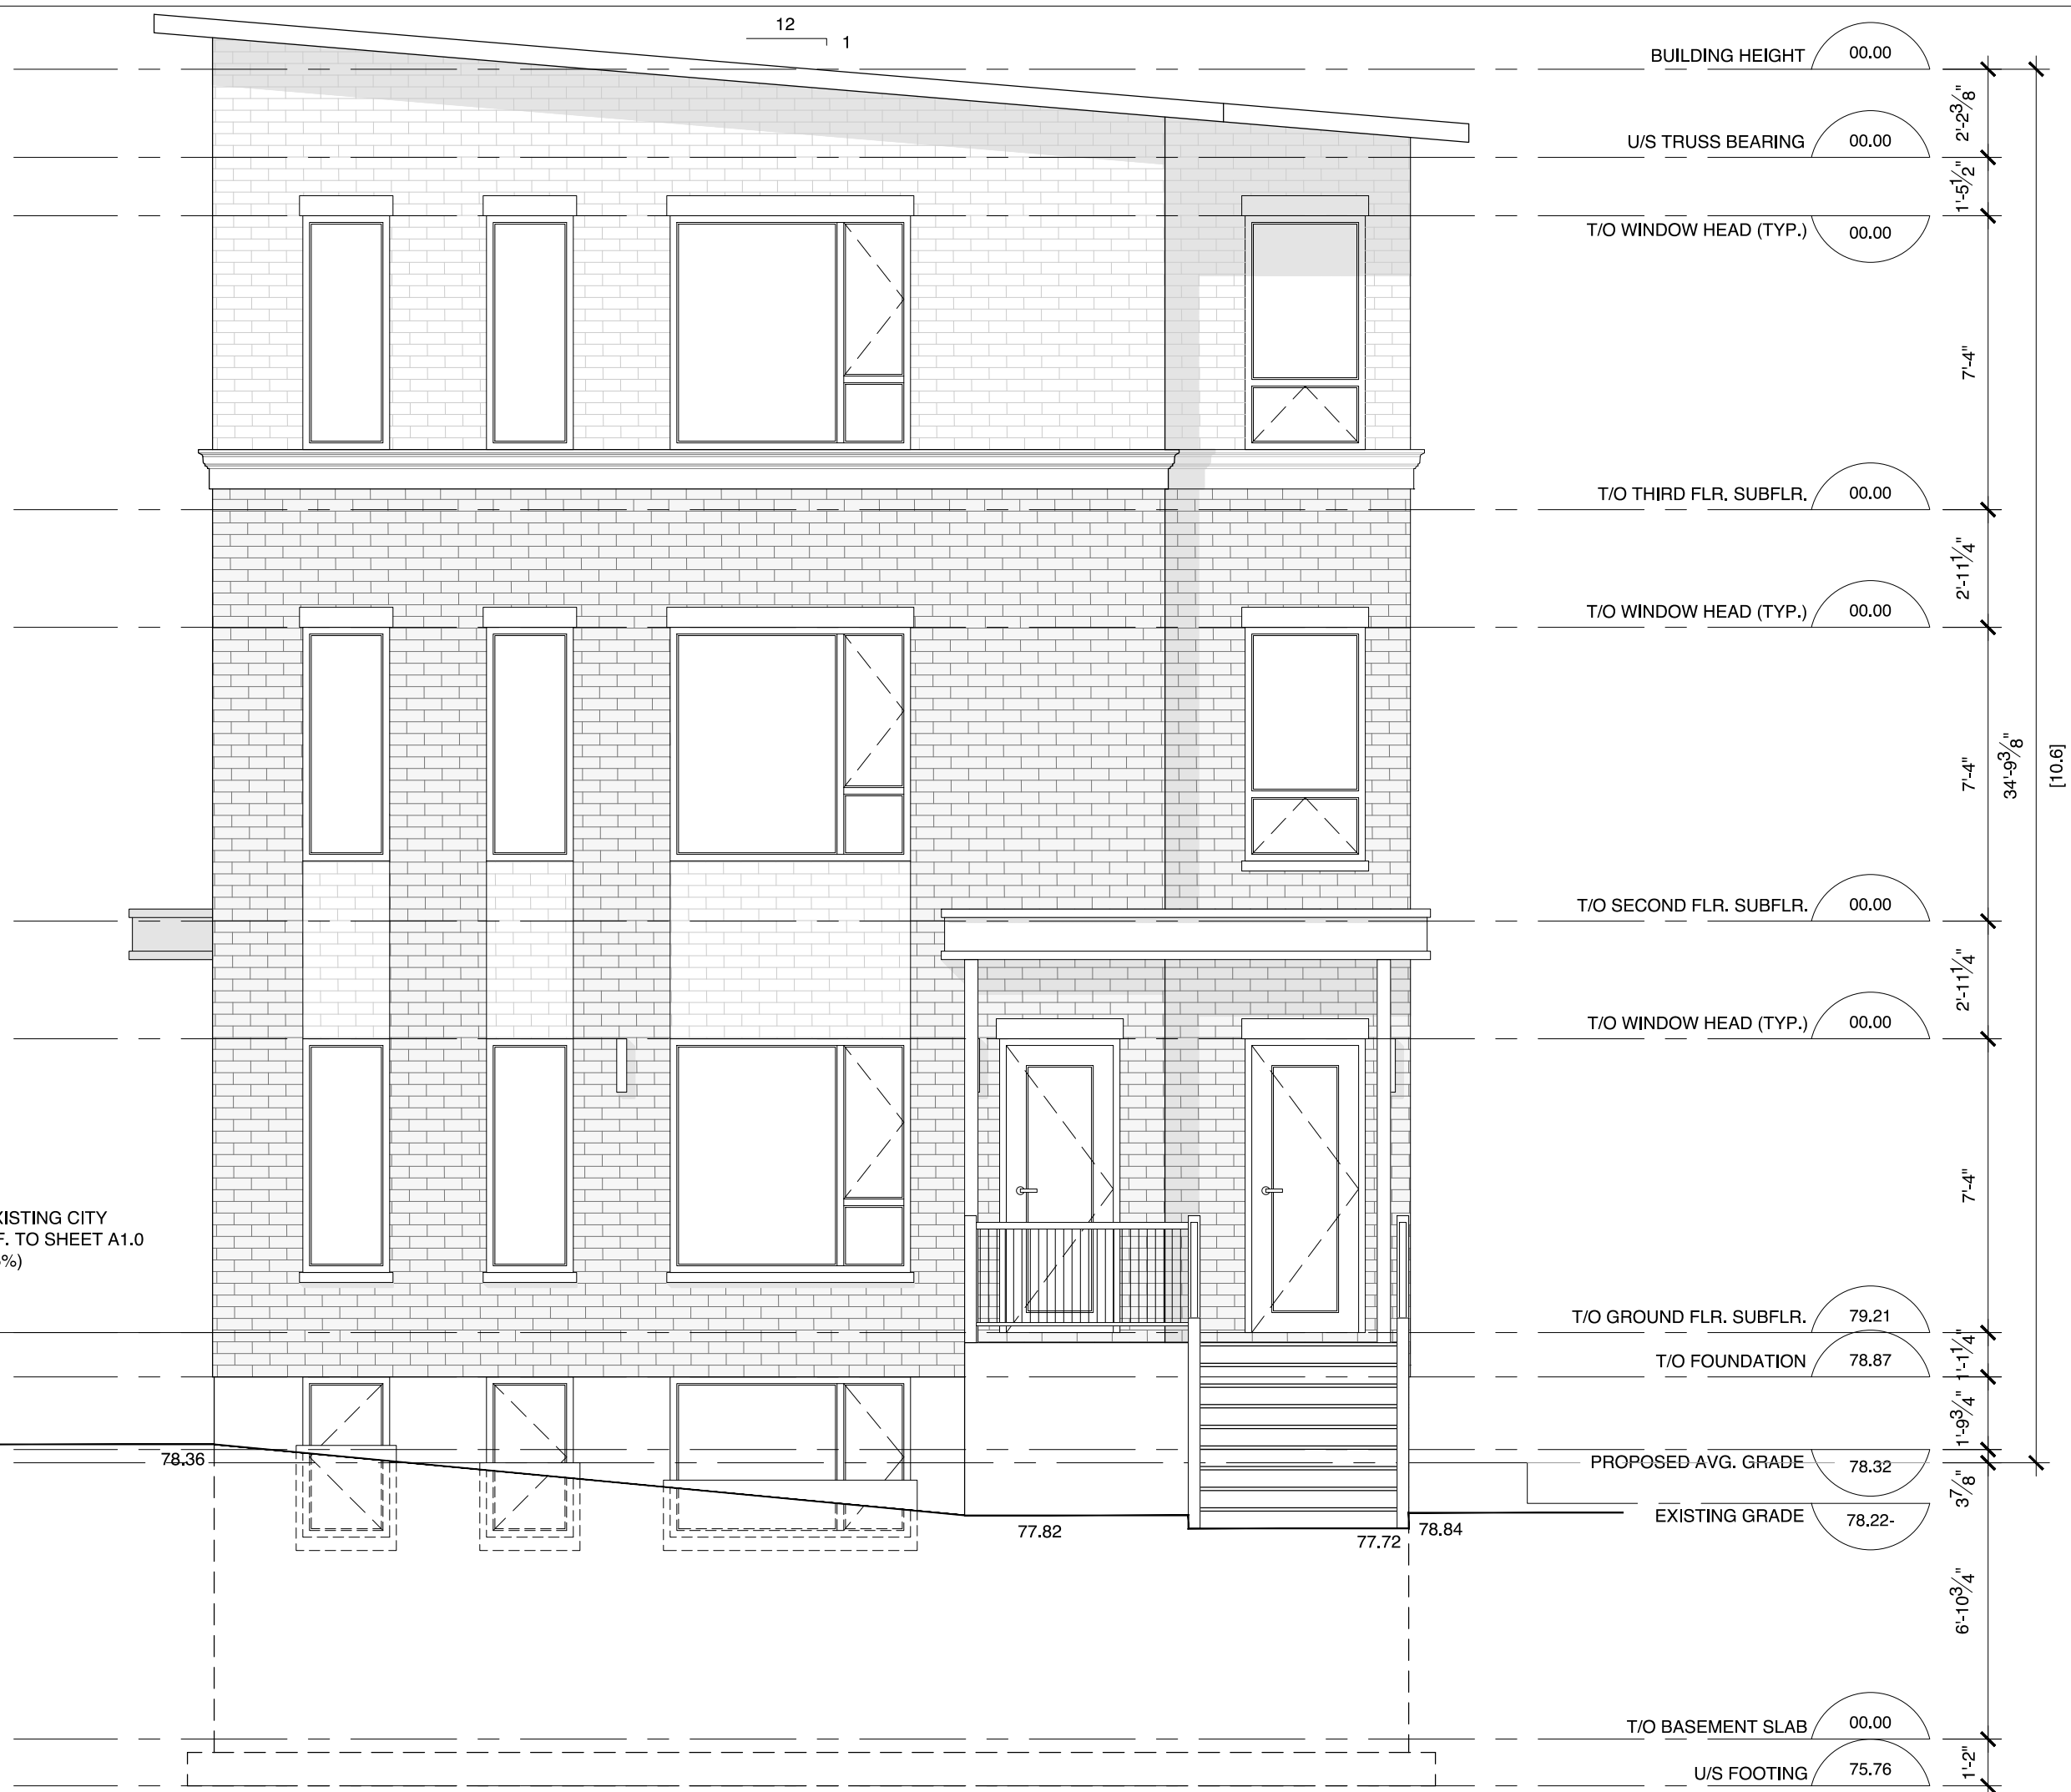 12
1
BUILDING HEIGHT 00.00
2'-2 3/8"
U/S TRUSS BEARING 00.00
1'-5 1/2"
T/O WINDOW HEAD (TYP.) 00.00
7'-4"
T/O THIRD FLR. SUBFLR. 00.00
2'-11 1/4"
T/O WINDOW HEAD (TYP.) 00.00
7'-4"
34'-9 3/8"
[10.6]
T/O SECOND FLR. SUBFLR. 00.00
2'-11 1/4"
T/O WINDOW HEAD (TYP.) 00.00
7'-4"
XISTING CITY
F. TO SHEET A1.0
%)
T/O GROUND FLR. SUBFLR. 79.21
1'-1 1/4"
T/O FOUNDATION 78.87
1'-9 3/4"
78.36
PROPOSED AVG. GRADE 78.32
3 7/8"
EXISTING GRADE 78.22-
77.82
77.72
78.84
6'-10 3/4"
T/O BASEMENT SLAB 00.00
1'-2"
U/S FOOTING 75.76